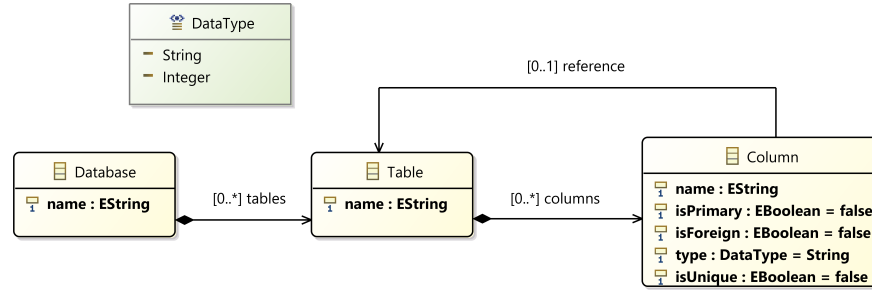 DataType
String
Integer
[0..1] reference
Database
name : EString
[0..*] tables
Table
name : EString
[0..*] columns
Column
name : EString
isPrimary : EBoolean = false
isForeign : EBoolean = false
type : DataType = String
isUnique : EBoolean = false